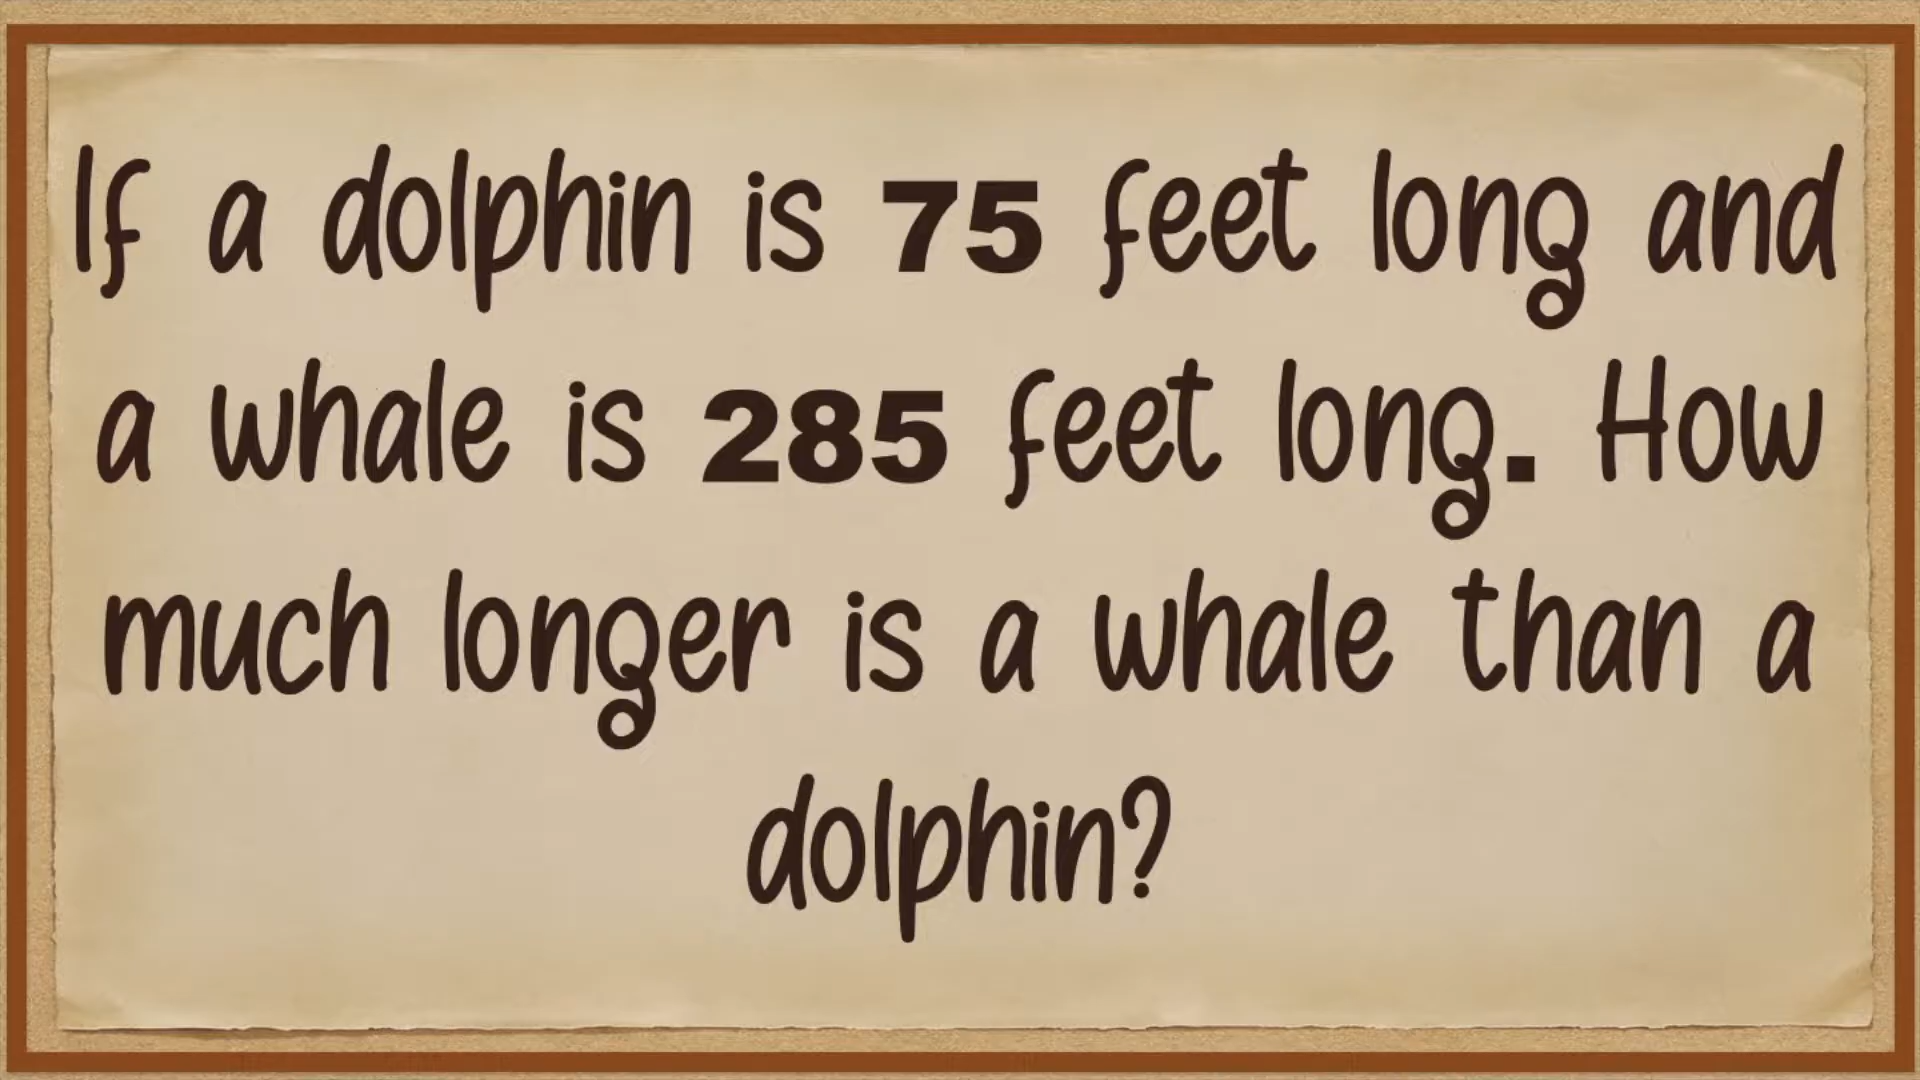 If a dolphin is 75 feet long and
a whale is 285 feet long. How
much longer is a whale than a
dolphin?